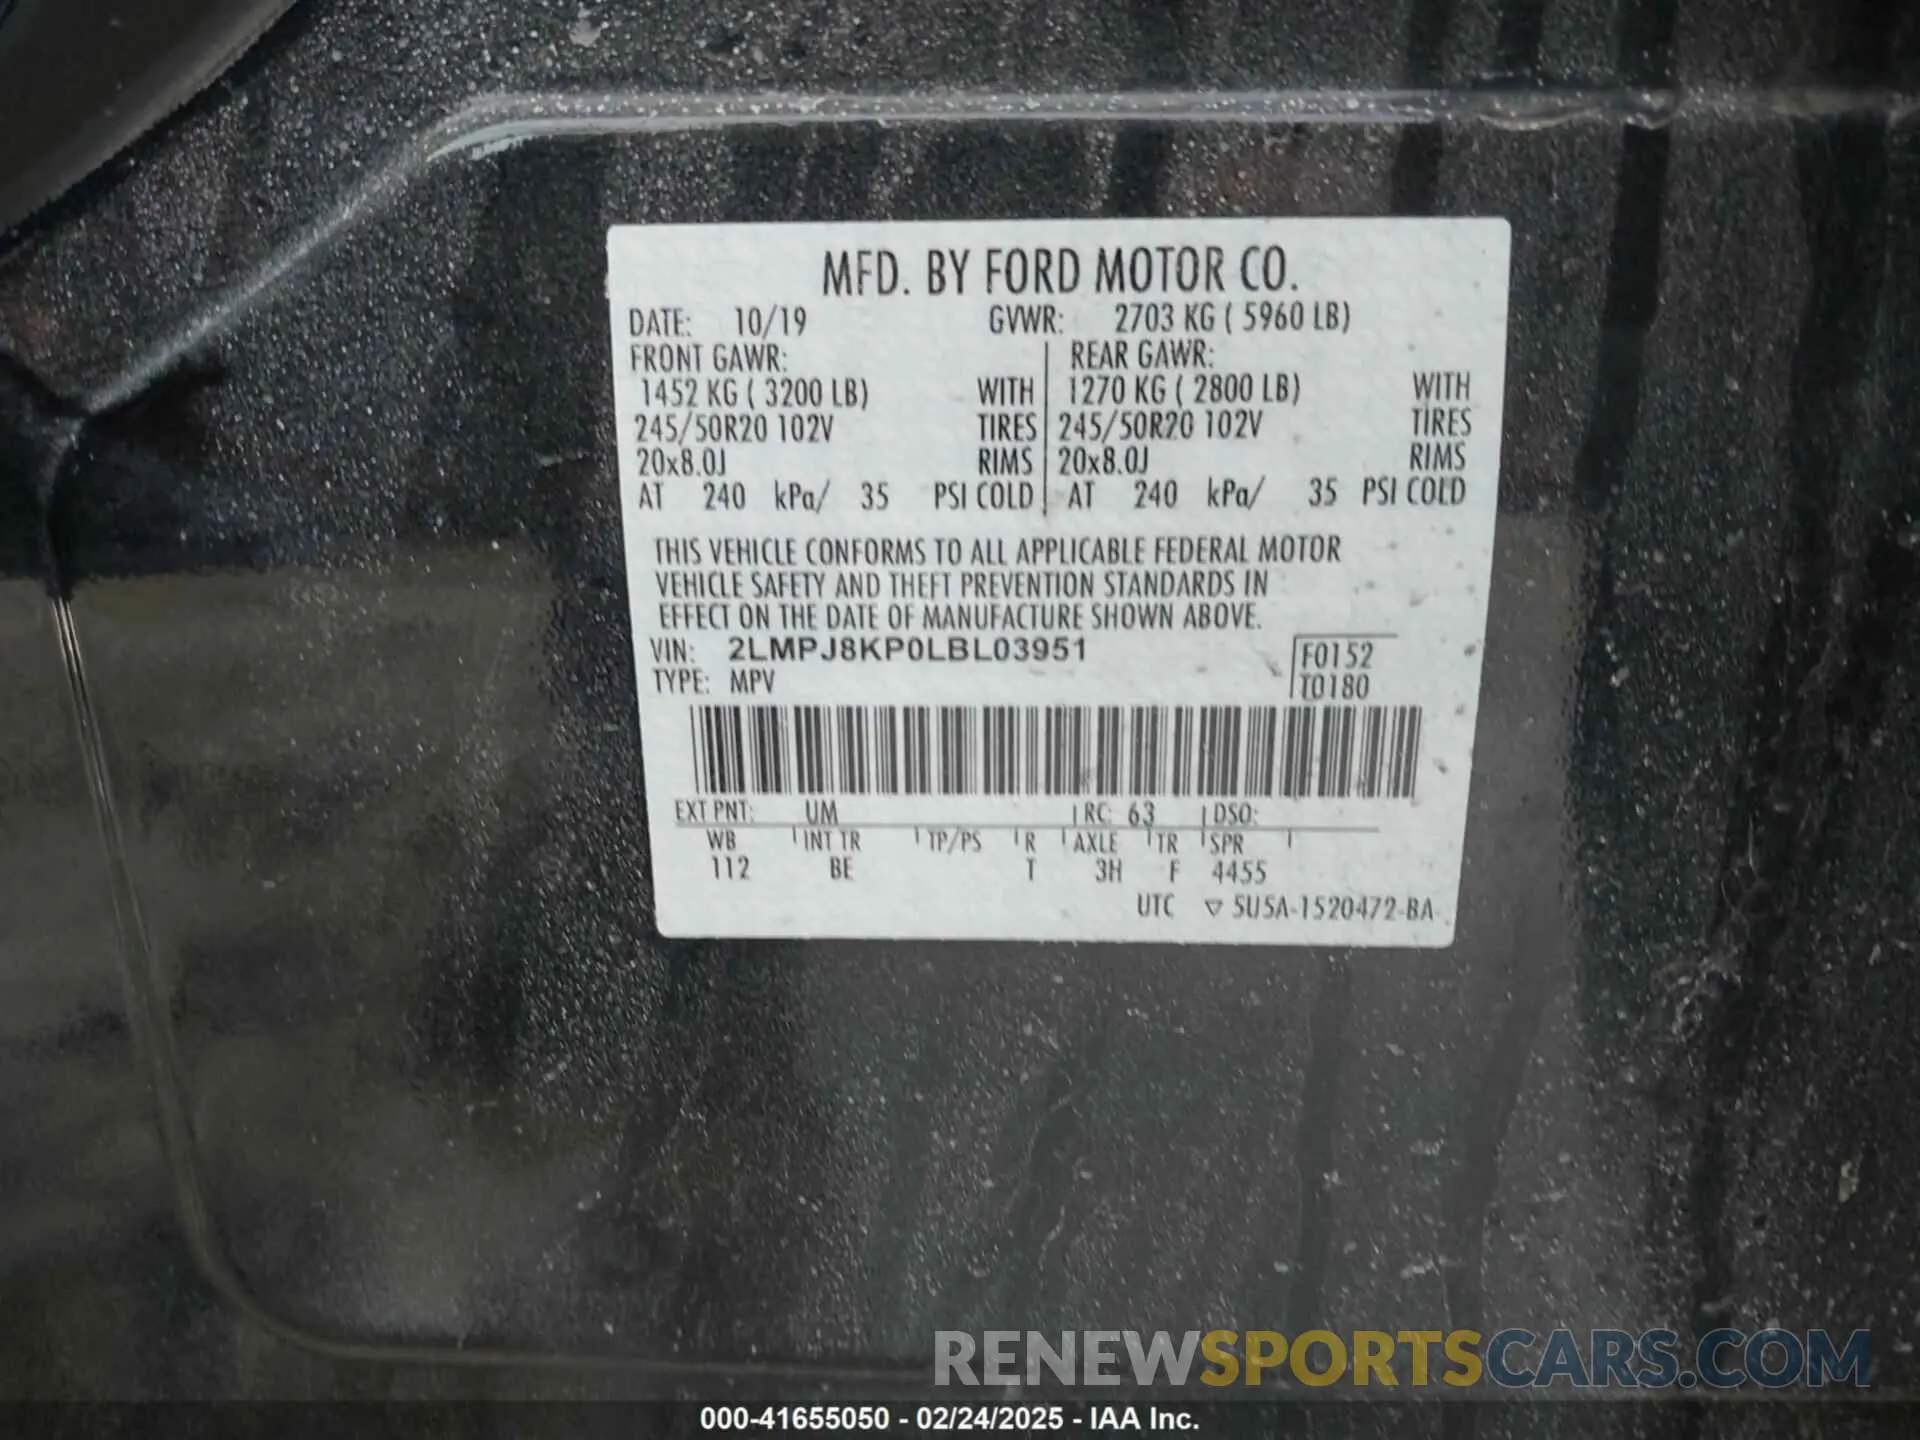 MFD. BY FORD MOTOR CO.
DATE: 10/19 GVWR: 2703 KG ( 5960 LB)
FRONT GAWR: REAR GAWR:
1452 KG ( 3200 LB) WITH 1270 KG ( 2800 LB) WITH
245/50R20 102V TIRES 245/50R20 102V TIRES
20x8.0J RIMS 20x8.0J RIMS
AT 240 kPa/ 35 PSI COLD AT 240 kPa/ 35 PSI COLD
THIS VEHICLE CONFORMS TO ALL APPLICABLE FEDERAL MOTOR
VEHICLE SAFETY AND THEFT PREVENTION STANDARDS IN
EFFECT ON THE DATE OF MANUFACTURE SHOWN ABOVE.
VIN: 2LMPJ8KP0LBL03951 F0152
TYPE: MPV T0180
EXT PNT: UM RC: 63 DSO:
WB INT TR TP/PS R AXLE TR SPR
112 BE T 3H F 4455
UTC ▽ 5U5A-1520472-BA
RENEWSPORTSCARS.COM
000-41655050 - 02/24/2025 - IAA Inc.